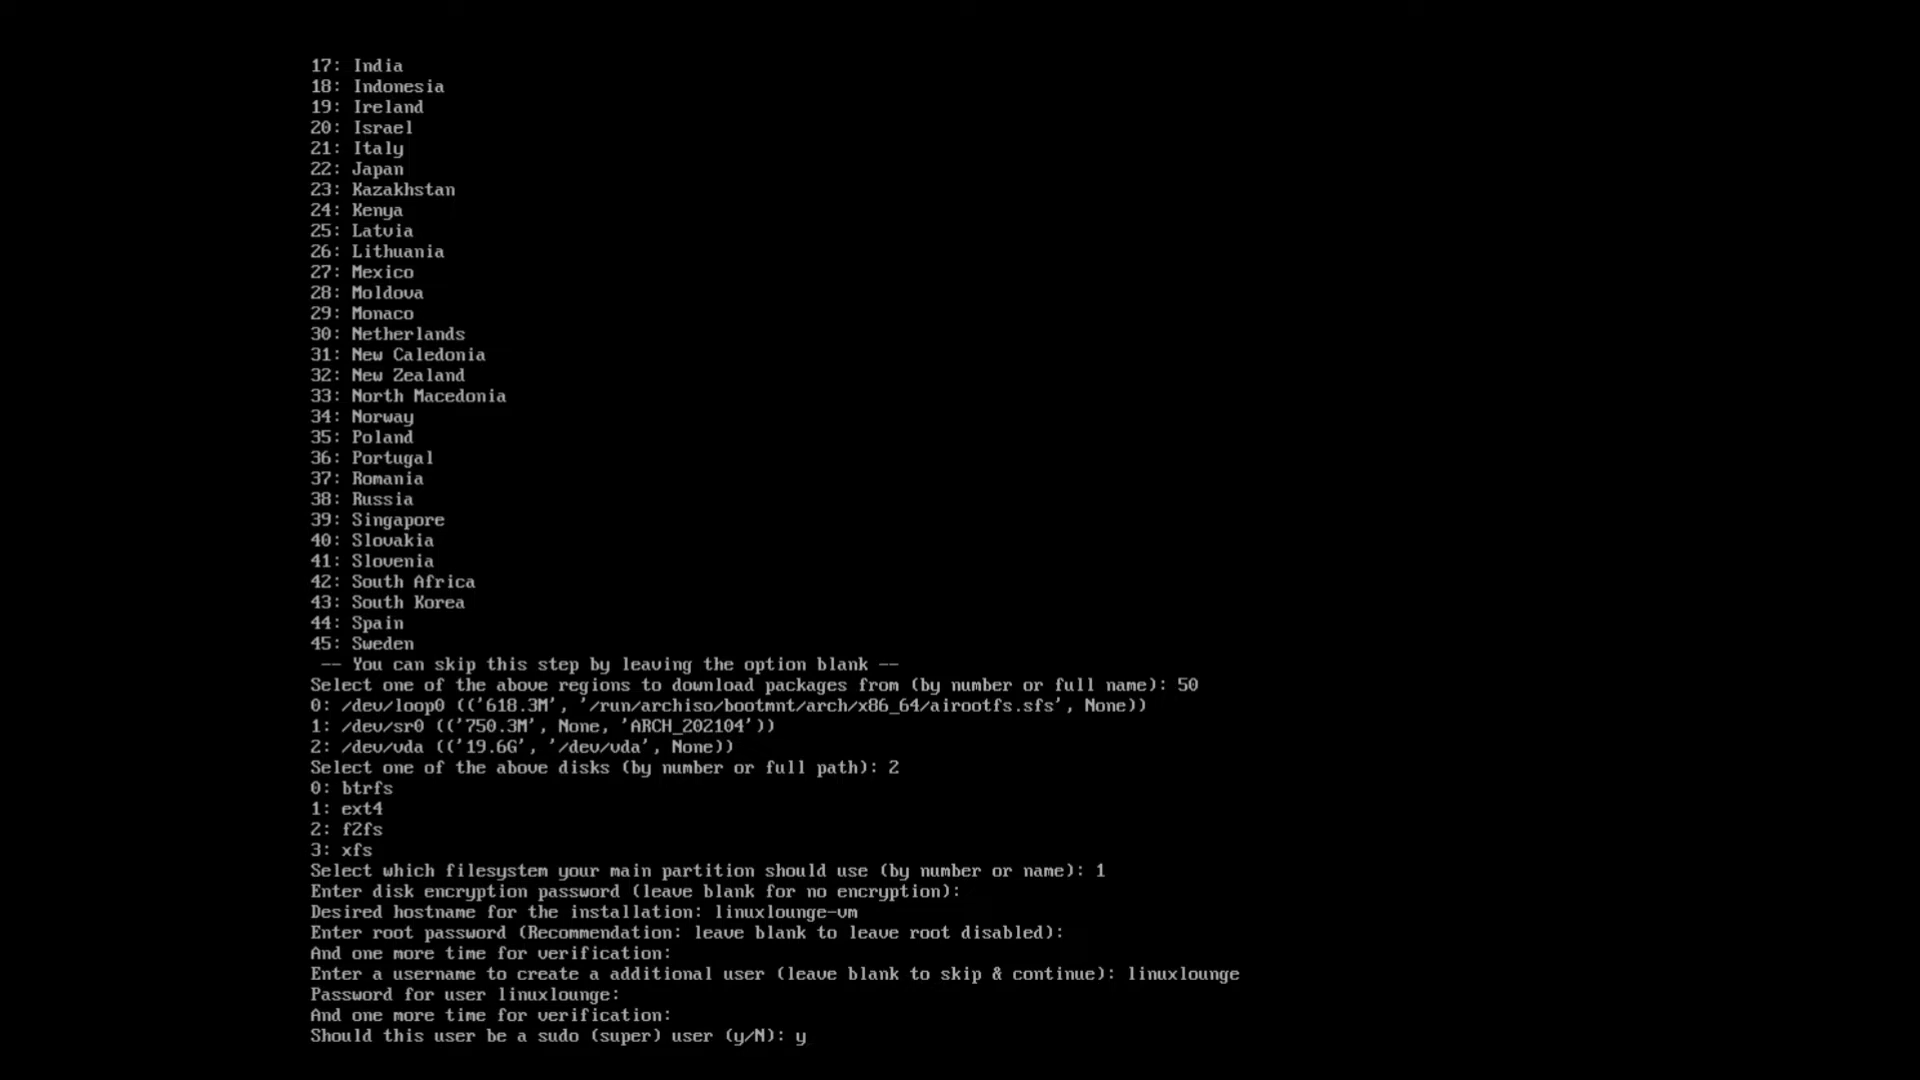 17: India
18: Indonesia
19: Ireland
20: Israel
21: Italy
22: Japan
23: Kazakhstan
24: Kenya
25: Latvia
26: Lithuania
27: Mexico
28: Moldova
29: Monaco
30: Netherlands
31: New Caledonia
32: New Zealand
33: North Macedonia
34: Norway
35: Poland
36: Portugal
37: Romania
38: Russia
39: Singapore
40: Slovakia
41: Slovenia
42: South Africa
43: South Korea
44: Spain
45: Sweden
-- You can skip this step by leaving the option blank --
Select one of the above regions to download packages from (by number or full name): 50
0: /dev/loop0 (('618.3M', '/run/archiso/bootmnt/arch/x86_64/airootfs.sfs', None))
1: /dev/sr0 (('750.3M', None, 'ARCH_202104'))
2: /dev/vda (('19.6G', '/dev/vda', None))
Select one of the above disks (by number or full path): 2
0: btrfs
1: ext4
2: f2fs
3: xfs
Select which filesystem your main partition should use (by number or name): 1
Enter disk encryption password (leave blank for no encryption):
Desired hostname for the installation: linuxlounge-vm
Enter root password (Recommendation: leave blank to leave root disabled):
And one more time for verification:
Enter a username to create a additional user (leave blank to skip & continue): linuxlounge
Password for user linuxlounge:
And one more time for verification:
Should this user be a sudo (super) user (y/N): y